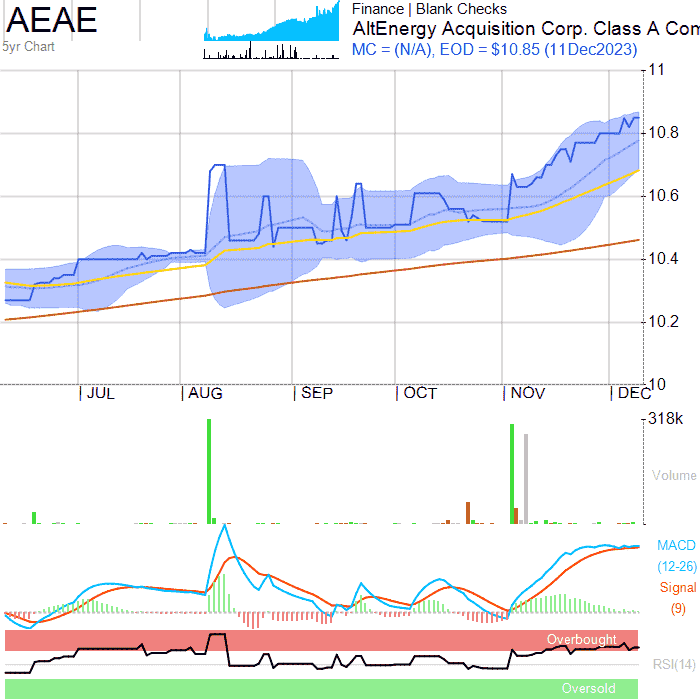 AEAE
5yr Chart
Finance | Blank Checks
AltEnergy Acquisition Corp. Class A Com
MC = (N/A), EOD = $10.85 (11Dec2023)
11
10.8
10.6
10.4
10.2
10
JUL
AUG
SEP
OCT
NOV
DEC
318k
Volume
MACD
(12-26)
Signal
(9)
Overbought
RSI(14)
Oversold